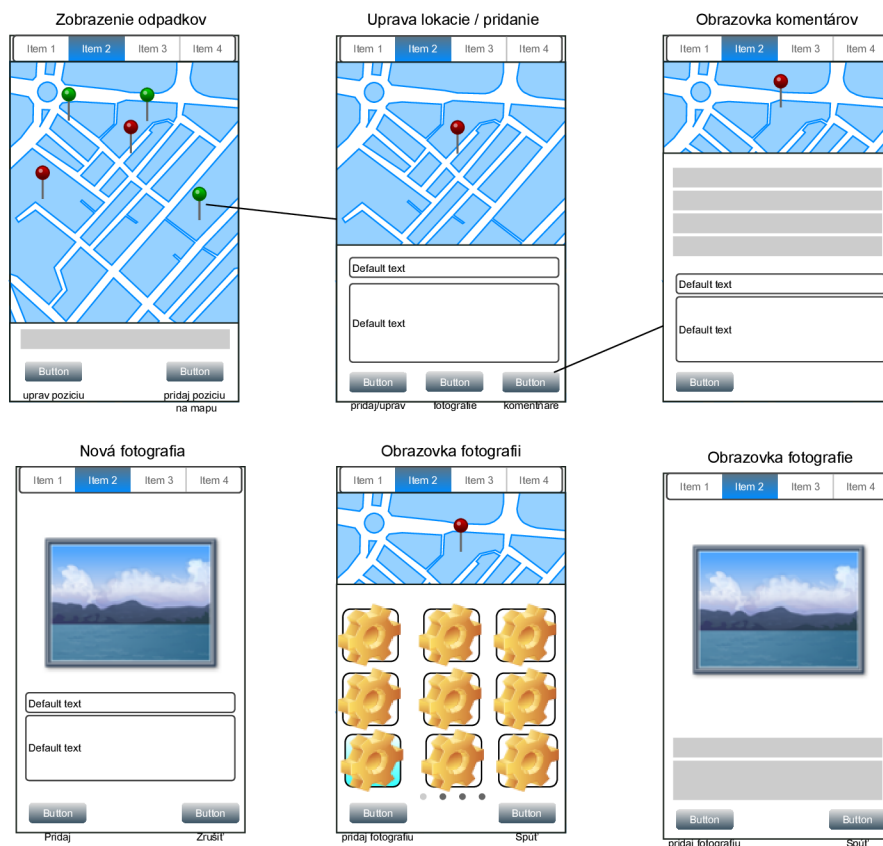 Zobrazenie odpadkov
Item 1 Item 2 Item 3 Item 4
Button Button
uprav poziciu pridaj poziciu
na mapu
Uprava lokacie / pridanie
Item 1 Item 2 Item 3 Item 4
Default text
Default text
Button Button Button
pridaj/uprav fotografie komentnáre
Obrazovka komentárov
Item 1 Item 2 Item 3 Item 4
Default text
Default text
Button
Nová fotografia
Item 1 Item 2 Item 3 Item 4
Default text
Default text
Button Button
Pridaj Zrušiť
Obrazovka fotografii
Item 1 Item 2 Item 3 Item 4
Button Button
pridaj fotografiu Spúť
Obrazovka fotografie
Item 1 Item 2 Item 3 Item 4
Button Button
pridaj fotografiu Spúť